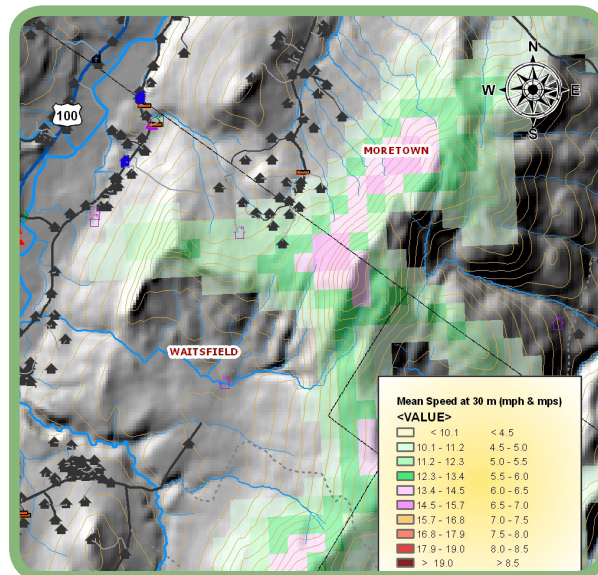 N
W E
S
100
MORETOWN
WAITSFIELD
Mean Speed at 30 m (mph & mps)
<VALUE>
< 10.1 < 4.5
10.1 - 11.2 4.5 - 5.0
11.2 - 12.3 5.0 - 5.5
12.3 - 13.4 5.5 - 6.0
13.4 - 14.5 6.0 - 6.5
14.5 - 15.7 6.5 - 7.0
15.7 - 16.8 7.0 - 7.5
16.8 - 17.9 7.5 - 8.0
17.9 - 19.0 8.0 - 8.5
> 19.0 > 8.5